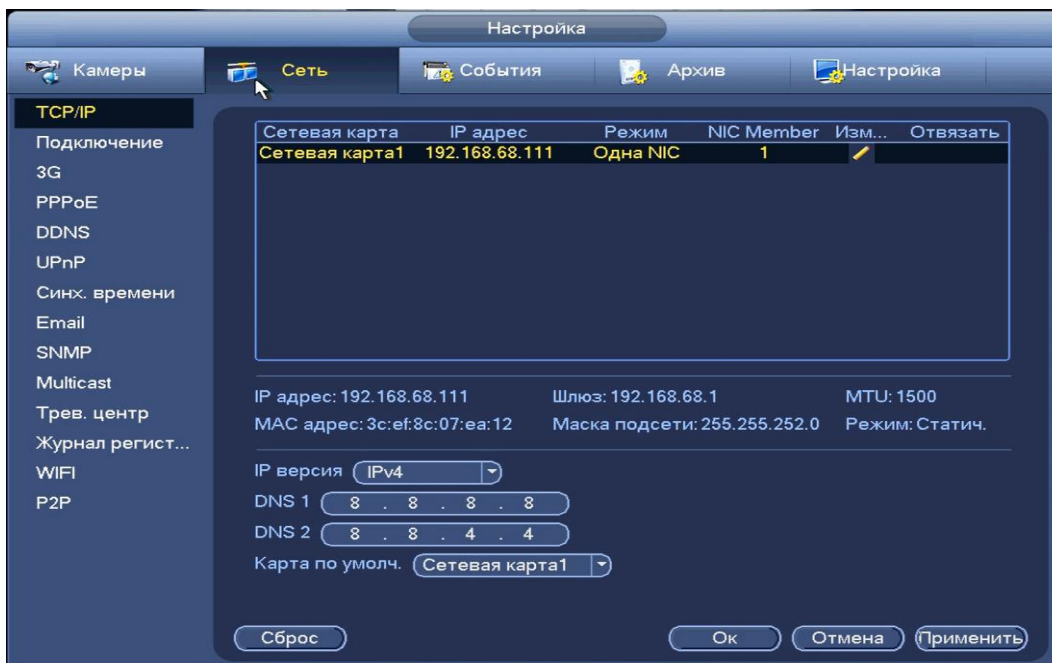 Настройка
Камеры Сеть События Архив Настройка
TCP/IP
Подключение
3G
PPPoE
DDNS
UPnP
Синх. времени
Email
SNMP
Multicast
Трев. центр
Журнал регист...
WIFI
P2P
Сетевая карта IP адрес Режим NIC Member Изм... Отвязать
Сетевая карта1 192.168.68.111 Одна NIC 1
IP адрес: 192.168.68.111 Шлюз: 192.168.68.1 MTU: 1500
MAC адрес: 3c:ef:8c:07:ea:12 Маска подсети: 255.255.252.0 Режим: Статич.
IP версия IPv4
DNS 1 8 . 8 . 8 . 8
DNS 2 8 . 8 . 4 . 4
Карта по умолч. Сетевая карта1
Сброс Ок Отмена Применить